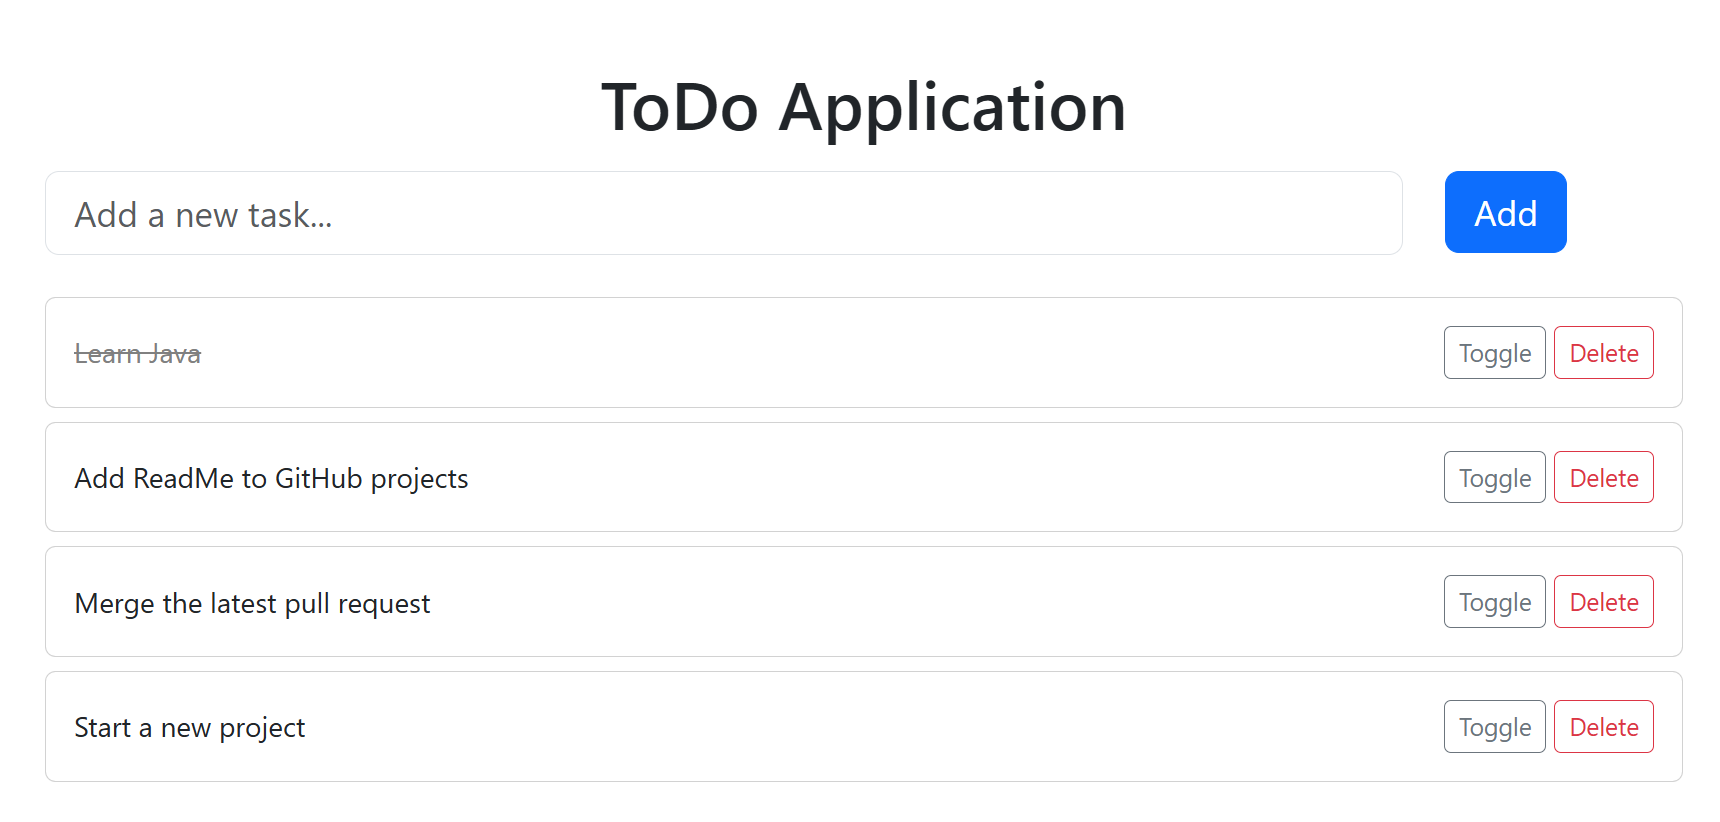 ToDo Application
Add a new task...
Add
Learn Java
Toggle
Delete
Add ReadMe to GitHub projects
Toggle
Delete
Merge the latest pull request
Toggle
Delete
Start a new project
Toggle
Delete